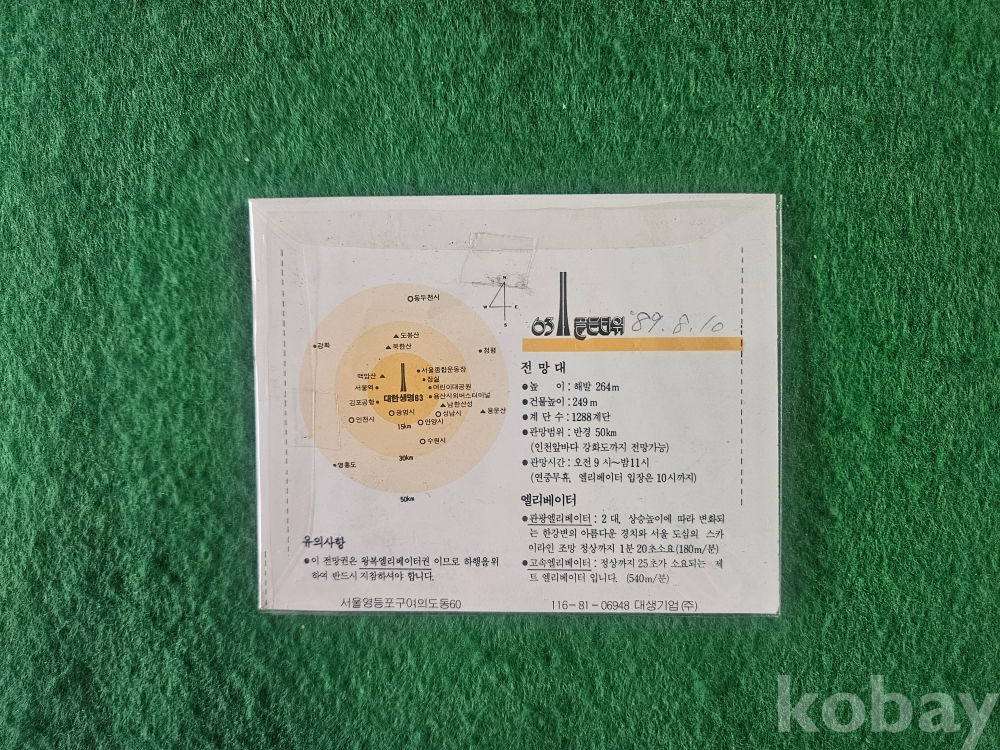 동두천시
N
W E
S
강화
도봉산
북한산
청평
백압산
서울종합운동장
잠실
서울역
어린이대공원
대한생명63
용산시외버스터미널
김포공항
남한산성
광명시
성남시
용문산
인천시
안양시
15km
수원시
30km
영흥도
50km
유의사항
●이 전망권은 왕복엘리베이터권 이므로 하행을위
하여 반드시 지참하셔야 합니다.
서울영등포구여의도동60
63 골든타워 '89. 8. 10
전망대
●높 이 : 해발 264m
●건물높이 : 249m
●계 단 수 : 1288계단
●관망범위 : 반경 50km
(인천앞바다 강화도까지 전망가능)
●관망시간 : 오전 9 시~밤11시
(연중무휴, 엘리베이터 입장은 10시까지)
엘리베이터
●관광엘리베이터 : 2 대, 상승높이에 따라 변화되
는 한강변의 아름다운 경치와 서울 도심의 스카
이라인 조망 정상까지 1분 20초소요(180m/분)
●고속엘리베이터 : 정상까지 25초가 소요되는 제
트 엘리베이터 입니다. (540m/분)
116-81-06948 대생기업(주)
kobay